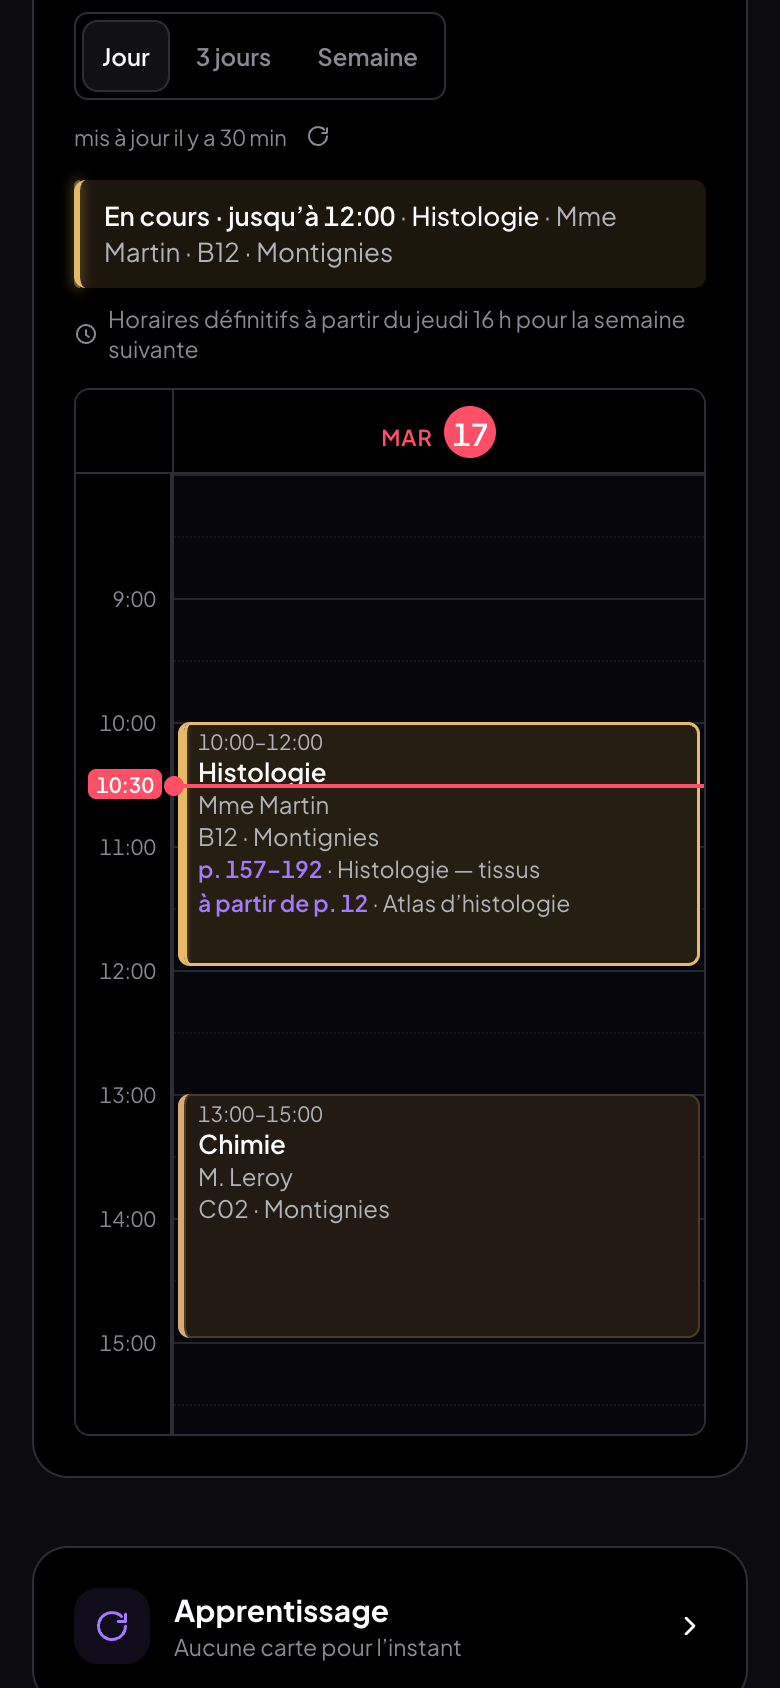 Jour 3 jours Semaine
mis à jour il y a 30 min
En cours · jusqu’à 12:00 · Histologie · Mme
Martin · B12 · Montignies
Horaires définitifs à partir du jeudi 16 h pour la semaine
suivante
MAR 17
9:00
10:00
10:00–12:00
Histologie
10:30
Mme Martin
B12 · Montignies
11:00
p. 157–192 · Histologie — tissus
à partir de p. 12 · Atlas d’histologie
12:00
13:00
13:00–15:00
Chimie
M. Leroy
C02 · Montignies
14:00
15:00
Apprentissage
Aucune carte pour l’instant